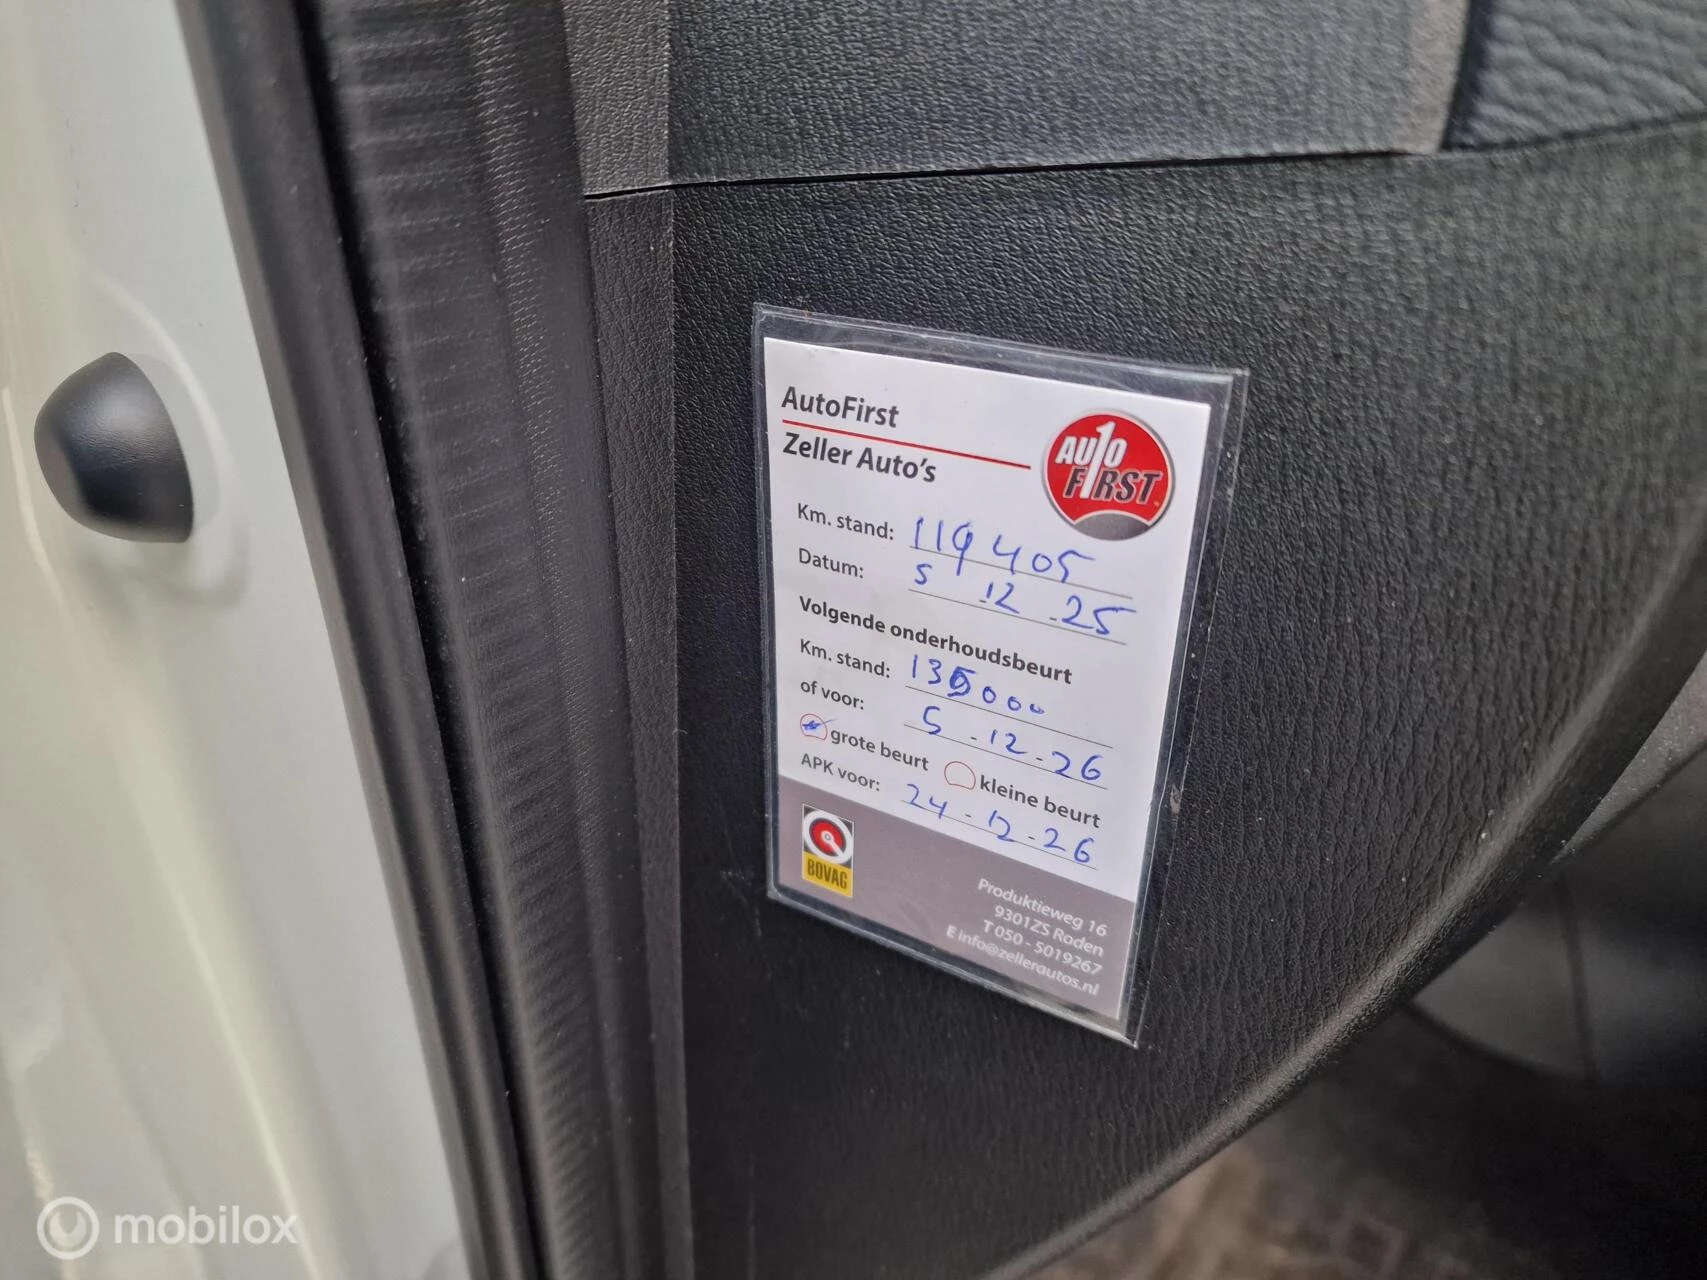 AutoFirst
Zeller Auto's
AUTO
FIRST
Km. stand: 119 405
Datum: 5 .12 .25
Volgende onderhoudsbeurt
Km. stand: 135000
of voor: 5 -12-26
grote beurt kleine beurt
APK voor: 24-12-26
BOVAG
Produktieweg 16
9301ZS Roden
T 050 - 5019267
E info@zellerautos.nl
mobilox